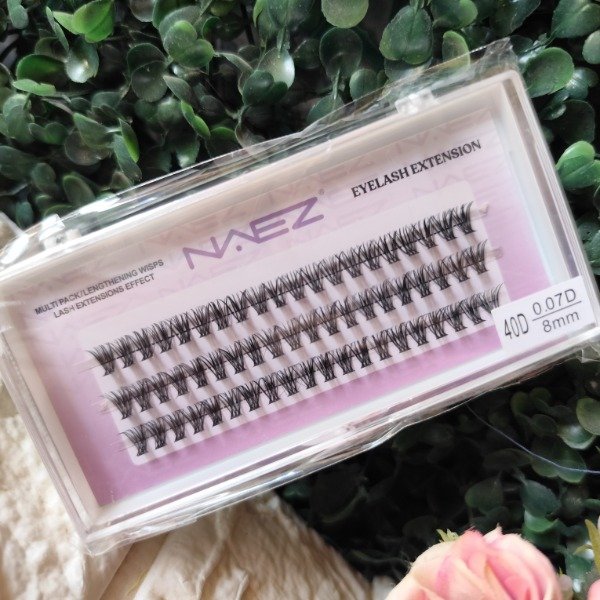 NAEZ®
EYELASH EXTENSION
MULTI PACK/LENGTHENING WISPS
LASH EXTENSIONS EFFECT
40D
0.07D
8mm